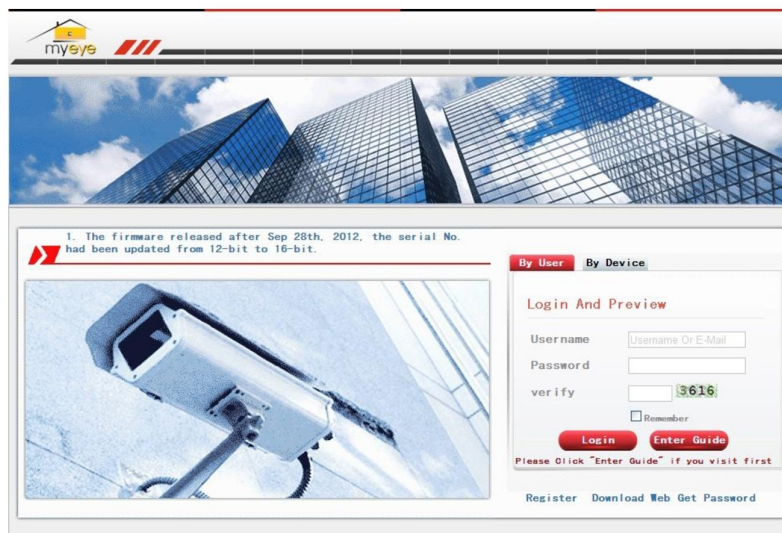 myeye
1. The firmware released after Sep 28th, 2012, the serial No.
had been updated from 12-bit to 16-bit.
By User By Device
Login And Preview
Username Username Or E-Mail
Password
verify 3616
Remember
Login Enter Guide
Please Click "Enter Guide" if you visit first
Register Download Web Get Password